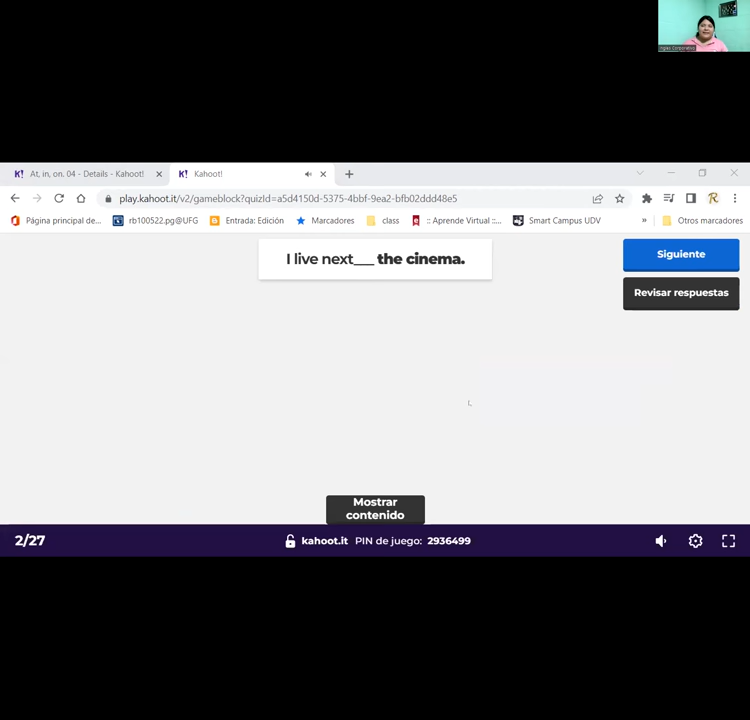 Inglés Corporativo
At, in, on. 04 - Details - Kahoot!
Kahoot!
play.kahoot.it/v2/gameblock?quizId=a5d4150d-5375-4bbf-9ea2-bfb02ddd48e5
Página principal de...
rb100522.pg@UFG
Entrada: Edición
Marcadores
class
:: Aprende Virtual ::...
Smart Campus UDV
»
Otros marcadores
I live next___ the cinema.
Siguiente
Revisar respuestas
Mostrar
contenido
2/27
kahoot.it PIN de juego: 2936499